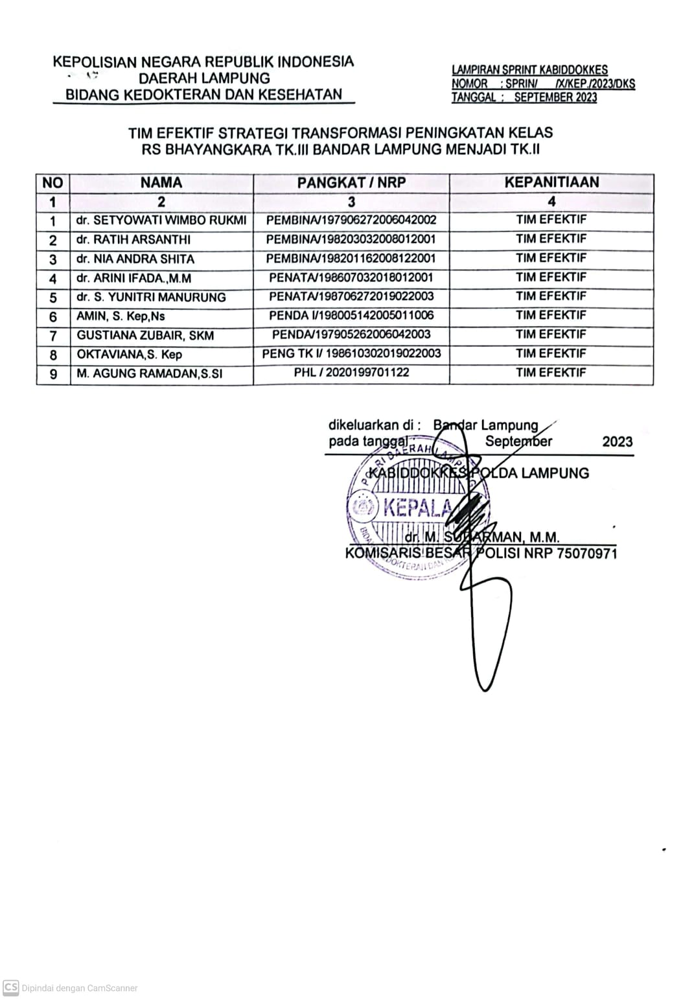 KEPOLISIAN NEGARA REPUBLIK INDONESIA
DAERAH LAMPUNG
BIDANG KEDOKTERAN DAN KESEHATAN
LAMPIRAN SPRINT KABIDDOKKES
NOMOR : SPRIN/ /X/KEP./2023/DKS
TANGGAL : SEPTEMBER 2023
TIM EFEKTIF STRATEGI TRANSFORMASI PENINGKATAN KELAS
RS BHAYANGKARA TK.III BANDAR LAMPUNG MENJADI TK.II
NO NAMA PANGKAT / NRP KEPANITIAAN
1 2 3 4
1 dr. SETYOWATI WIMBO RUKMI PEMBINA/197906272006042002 TIM EFEKTIF
2 dr. RATIH ARSANTHI PEMBINA/198203032008012001 TIM EFEKTIF
3 dr. NIA ANDRA SHITA PEMBINA/198201162008122001 TIM EFEKTIF
4 dr. ARINI IFADA.,M.M PENATA/198607032018012001 TIM EFEKTIF
5 dr. S. YUNITRI MANURUNG PENATA/198706272019022003 TIM EFEKTIF
6 AMIN, S. Kep,Ns PENDA I/198005142005011006 TIM EFEKTIF
7 GUSTIANA ZUBAIR, SKM PENDA/197905262006042003 TIM EFEKTIF
8 OKTAVIANA,S. Kep PENG TK I/ 198610302019022003 TIM EFEKTIF
9 M. AGUNG RAMADAN,S.SI PHL / 2020199701122 TIM EFEKTIF
dikeluarkan di : Bandar Lampung
pada tanggal : September 2023
KABIDDOKKES POLDA LAMPUNG
POLRI DAERAH LAMPUNG
KEPALA
BIDANG KEDOKTERAN DAN
dr. M. SUDARMAN, M.M.
KOMISARIS BESAR POLISI NRP 75070971
CS Dipindai dengan CamScanner